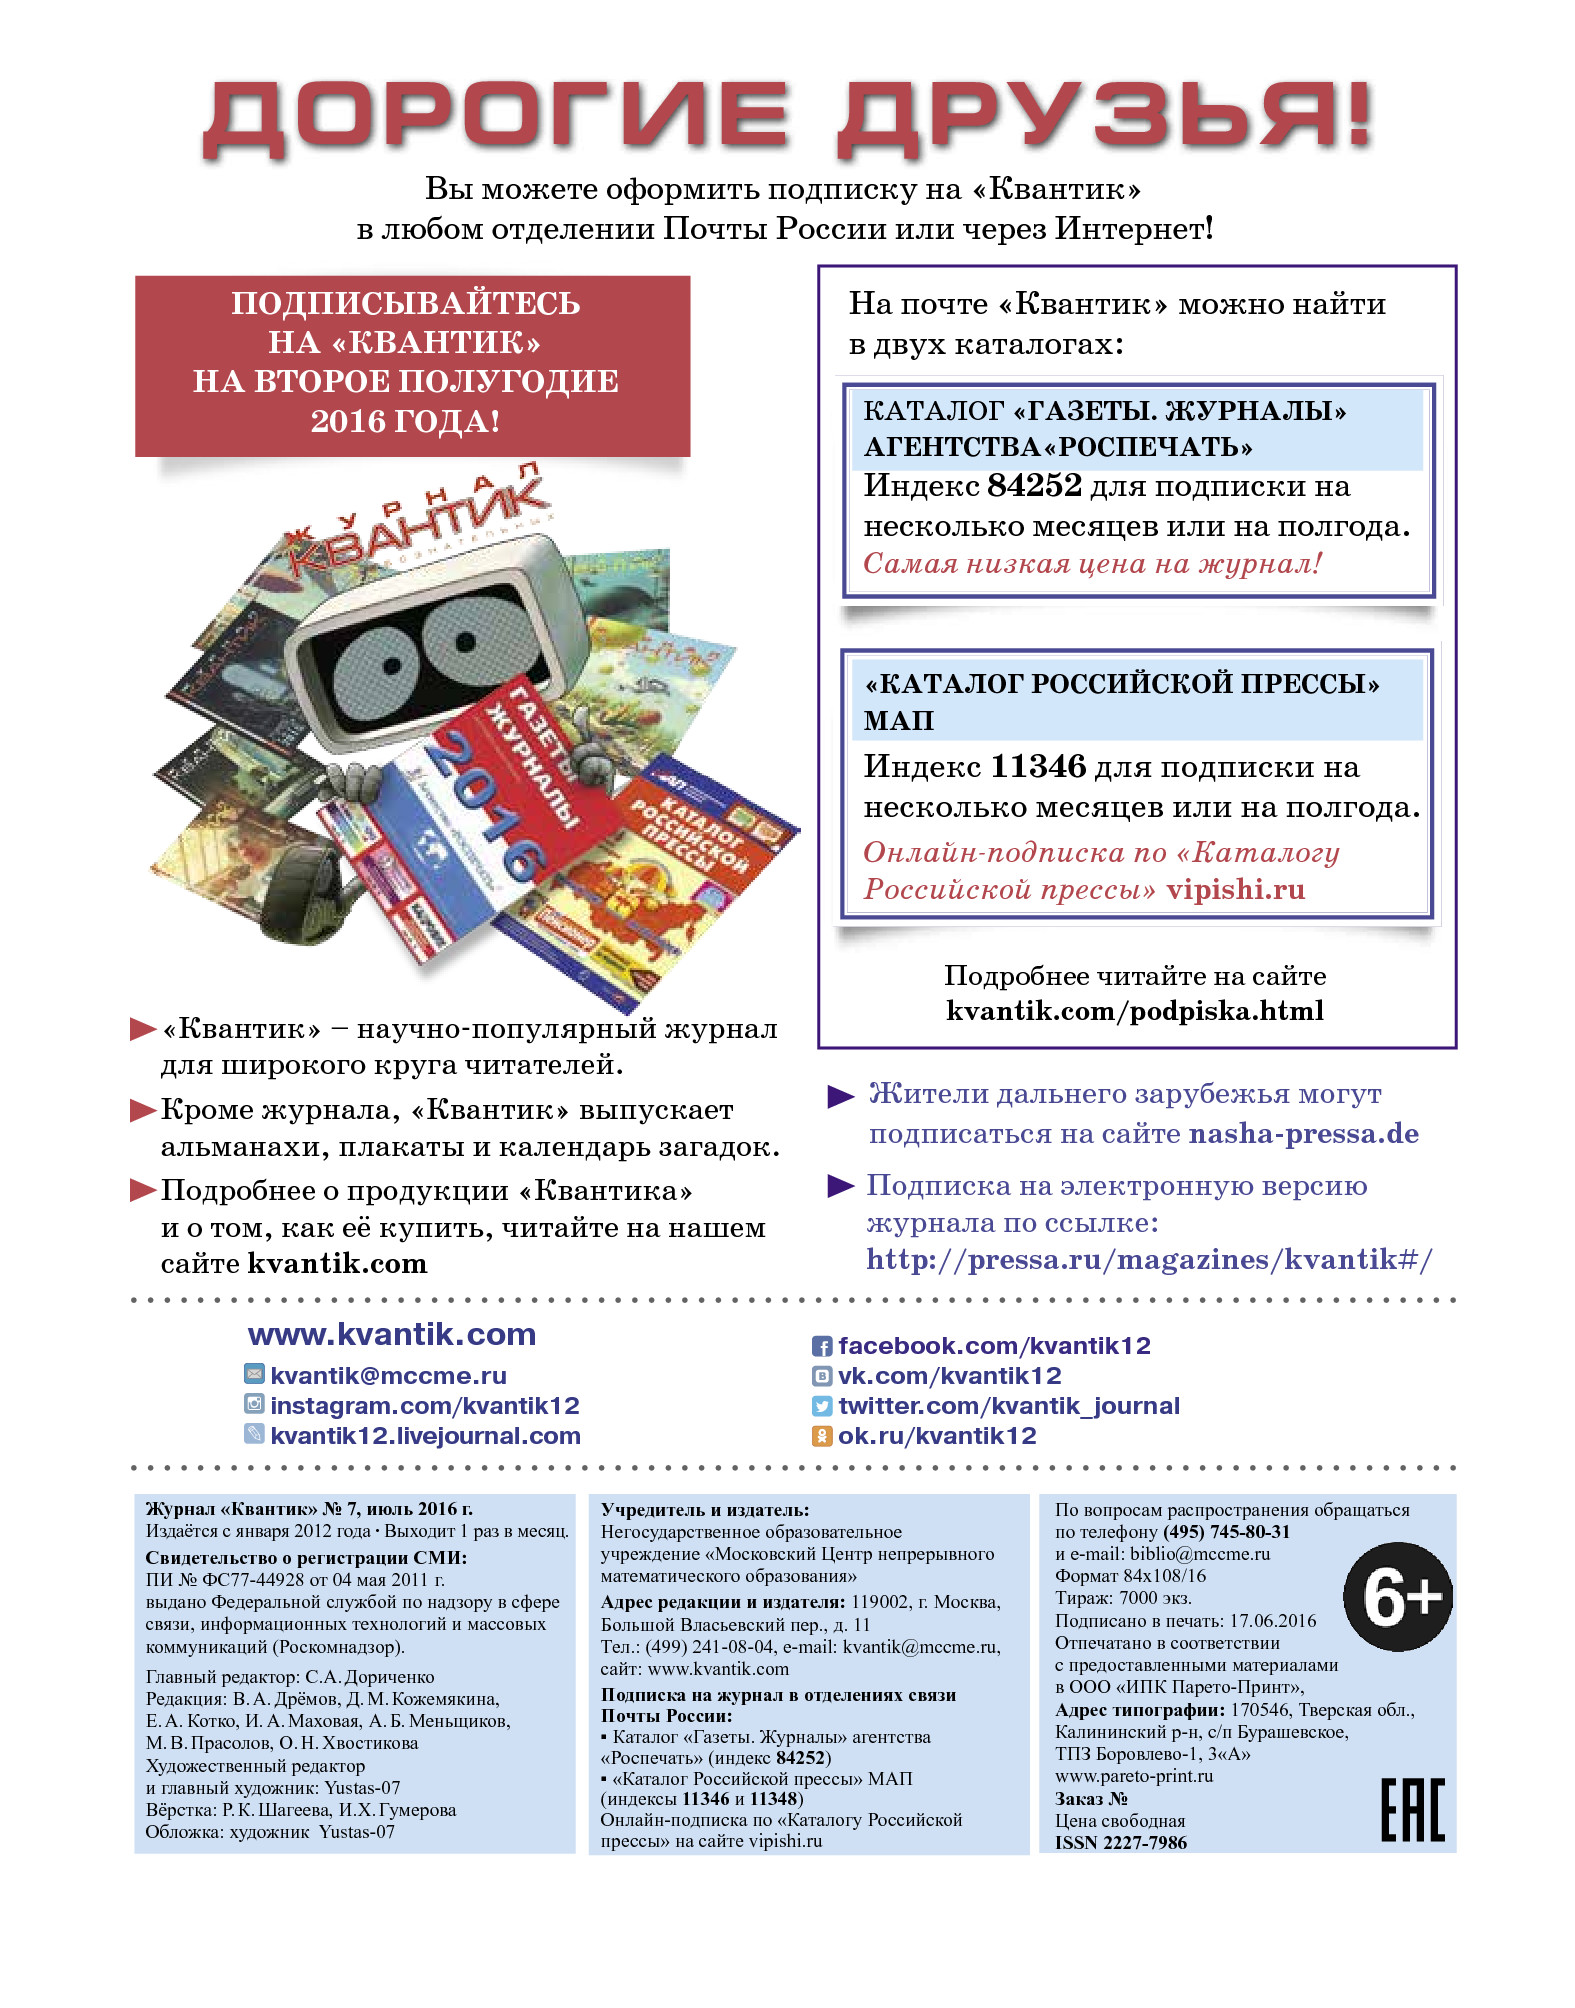 ДОРОГИЕ ДРУЗЬЯ!
Вы можете оформить подписку на «Квантик»
в любом отделении Почты России или через Интернет!
ПОДПИСЫВАЙТЕСЬ
НА «КВАНТИК»
НА ВТОРОЕ ПОЛУГОДИЕ
2016 ГОДА!
ЖУРНАЛ
КВАНТИК
ГАЗЕТЫ
ЖУРНАЛЫ
2016
КАТАЛОГ
РОССИЙСКОЙ
ПРЕССЫ
«Квантик» – научно-популярный журнал
для широкого круга читателей.
Кроме журнала, «Квантик» выпускает
альманахи, плакаты и календарь загадок.
Подробнее о продукции «Квантика»
и о том, как её купить, читайте на нашем
сайте kvantik.com
На почте «Квантик» можно найти
в двух каталогах:
КАТАЛОГ «ГАЗЕТЫ. ЖУРНАЛЫ»
АГЕНТСТВА«РОСПЕЧАТЬ»
Индекс 84252 для подписки на
несколько месяцев или на полгода.
Самая низкая цена на журнал!
«КАТАЛОГ РОССИЙСКОЙ ПРЕССЫ»
МАП
Индекс 11346 для подписки на
несколько месяцев или на полгода.
Онлайн-подписка по «Каталогу
Российской прессы» vipishi.ru
Подробнее читайте на сайте
kvantik.com/podpiska.html
Жители дальнего зарубежья могут
подписаться на сайте nasha-pressa.de
Подписка на электронную версию
журнала по ссылке:
http://pressa.ru/magazines/kvantik#/
www.kvantik.com
kvantik@mccme.ru
instagram.com/kvantik12
kvantik12.livejournal.com
facebook.com/kvantik12
vk.com/kvantik12
twitter.com/kvantik_journal
ok.ru/kvantik12
Журнал «Квантик» № 7, июль 2016 г.
Издаётся с января 2012 года · Выходит 1 раз в месяц.
Свидетельство о регистрации СМИ:
ПИ № ФС77-44928 от 04 мая 2011 г.
выдано Федеральной службой по надзору в сфере
связи, информационных технологий и массовых
коммуникаций (Роскомнадзор).
Главный редактор: С.А. Дориченко
Редакция: В. А. Дрёмов, Д. М. Кожемякина,
Е. А. Котко, И. А. Маховая, А. Б. Меньщиков,
М. В. Прасолов, О. Н. Хвостикова
Художественный редактор
и главный художник: Yustas-07
Вёрстка: Р. К. Шагеева, И.Х. Гумерова
Обложка: художник Yustas-07
Учредитель и издатель:
Негосударственное образовательное
учреждение «Московский Центр непрерывного
математического образования»
Адрес редакции и издателя: 119002, г. Москва,
Большой Власьевский пер., д. 11
Тел.: (499) 241-08-04, e-mail: kvantik@mccme.ru,
сайт: www.kvantik.com
Подписка на журнал в отделениях связи
Почты России:
▪ Каталог «Газеты. Журналы» агентства
«Роспечать» (индекс 84252)
▪ «Каталог Российской прессы» МАП
(индексы 11346 и 11348)
Онлайн-подписка по «Каталогу Российской
прессы» на сайте vipishi.ru
По вопросам распространения обращаться
по телефону (495) 745-80-31
и e-mail: biblio@mccme.ru
Формат 84х108/16
Тираж: 7000 экз.
Подписано в печать: 17.06.2016
Отпечатано в соответствии
с предоставленными материалами
в ООО «ИПК Парето-Принт»,
Адрес типографии: 170546, Тверская обл.,
Калининский р-н, с/п Бурашевское,
ТПЗ Боровлево-1, 3«А»
www.pareto-print.ru
Заказ №
Цена свободная
ISSN 2227-7986
6+
ЕАС